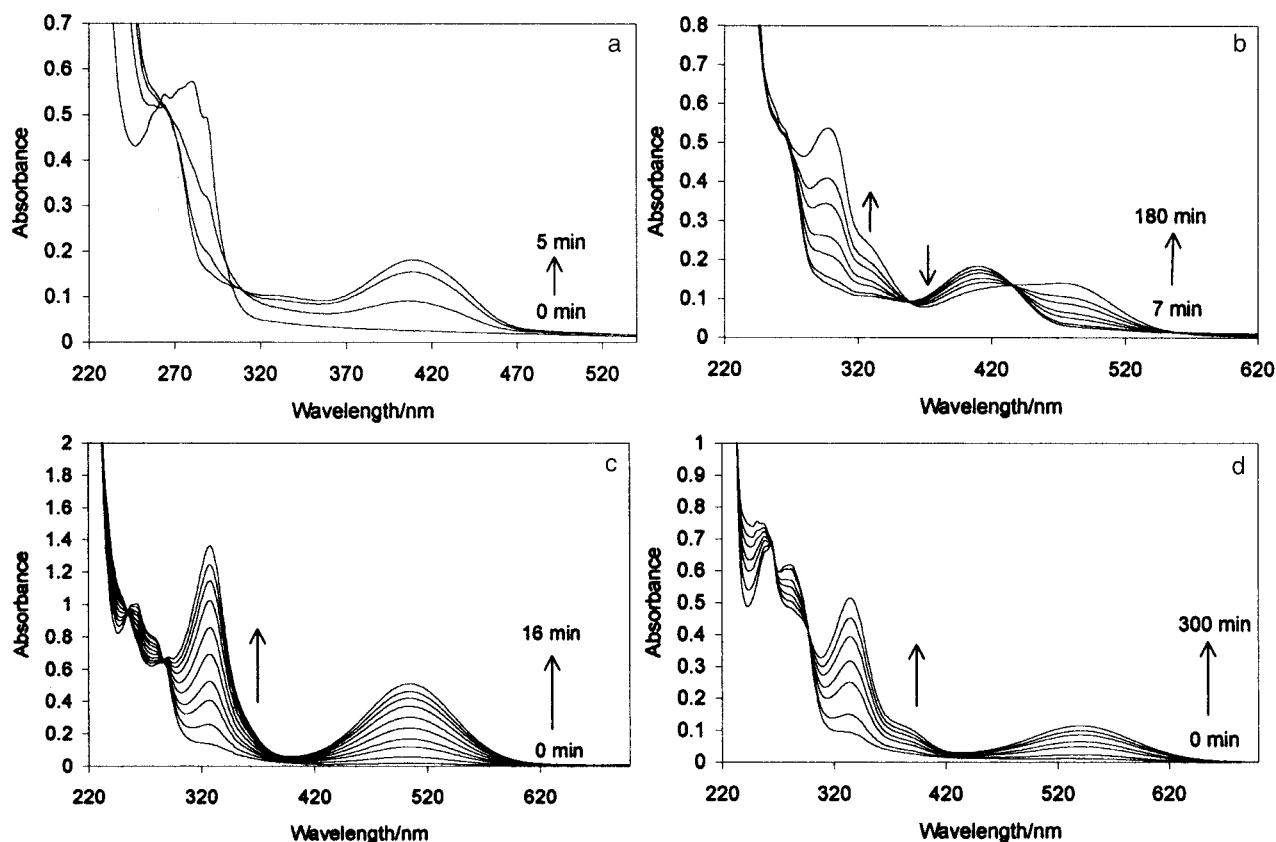 a
0.7
0.6
0.5
0.4
0.3
0.2
0.1
0
Absorbance
5 min
0 min
220 270 320 370 420 470 520
Wavelength/nm
b
0.8
0.7
0.6
0.5
0.4
0.3
0.2
0.1
0
Absorbance
180 min
7 min
220 320 420 520 620
Wavelength/nm
c
2
1.8
1.6
1.4
1.2
1
0.8
0.6
0.4
0.2
0
Absorbance
16 min
0 min
220 320 420 520 620
Wavelength/nm
d
1
0.9
0.8
0.7
0.6
0.5
0.4
0.3
0.2
0.1
0
Absorbance
300 min
0 min
220 320 420 520 620
Wavelength/nm